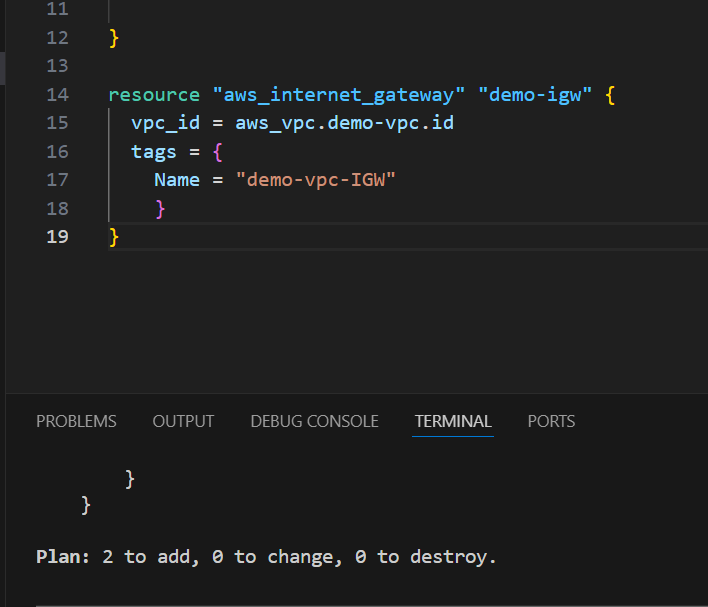 11
12 }
13
14 resource "aws_internet_gateway" "demo-igw" {
15   vpc_id = aws_vpc.demo-vpc.id
16   tags = {
17     Name = "demo-vpc-IGW"
18     }
19 }
PROBLEMS OUTPUT DEBUG CONSOLE TERMINAL PORTS
        }
    }
Plan: 2 to add, 0 to change, 0 to destroy.